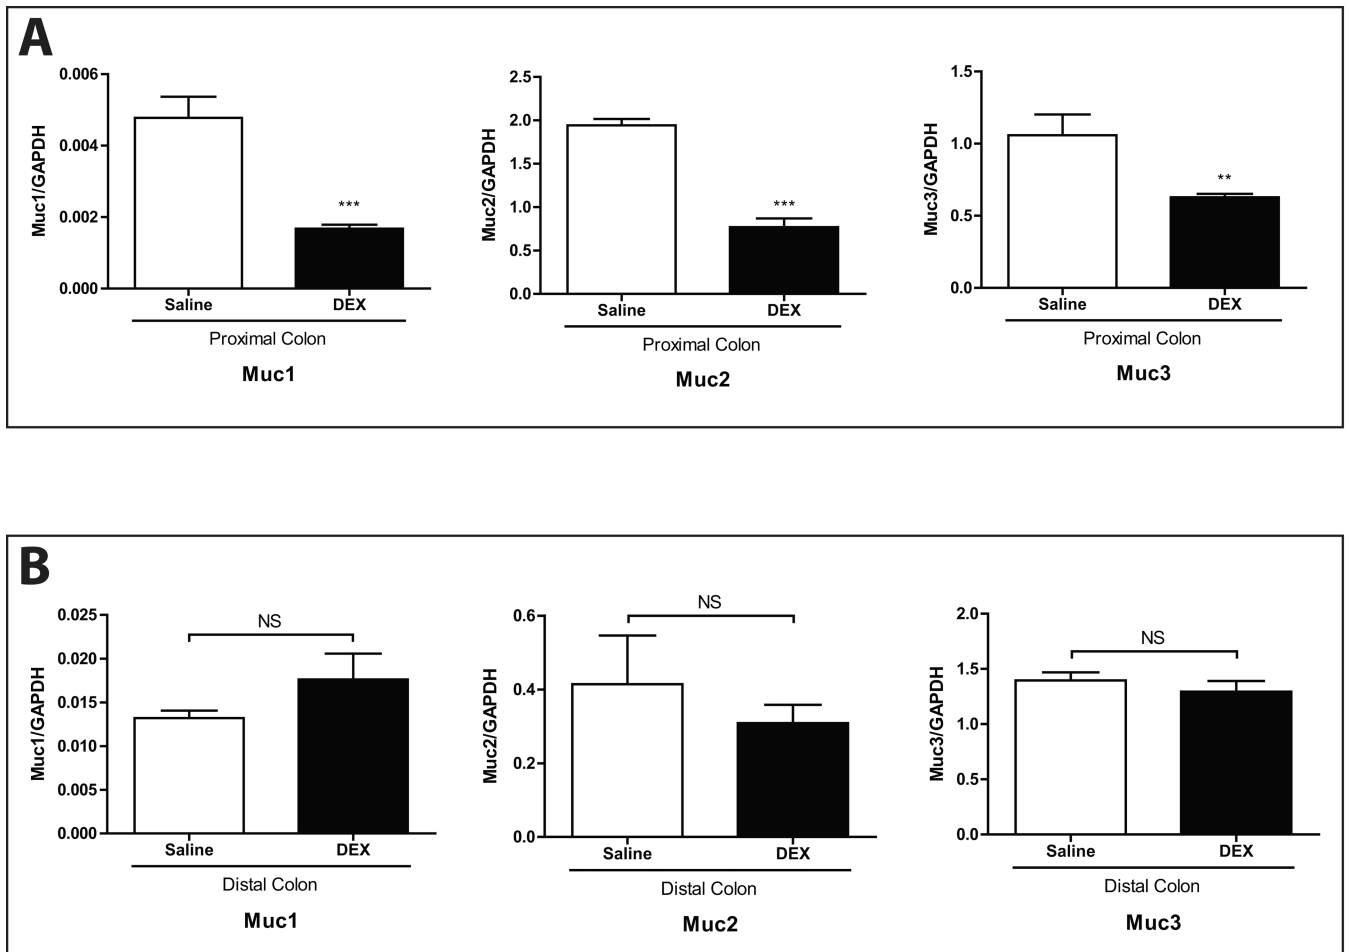 A
Muc1/GAPDH
0.006
0.004
0.002
0.000
***
Saline DEX
Proximal Colon
Muc1
Muc2/GAPDH
2.5
2.0
1.5
1.0
0.5
0.0
***
Saline DEX
Proximal Colon
Muc2
Muc3/GAPDH
1.5
1.0
0.5
0.0
**
Saline DEX
Proximal Colon
Muc3
B
Muc1/GAPDH
0.025
0.020
0.015
0.010
0.005
0.000
NS
Saline DEX
Distal Colon
Muc1
Muc2/GAPDH
0.6
0.4
0.2
0.0
NS
Saline DEX
Distal Colon
Muc2
Muc3/GAPDH
2.0
1.5
1.0
0.5
0.0
NS
Saline DEX
Distal Colon
Muc3